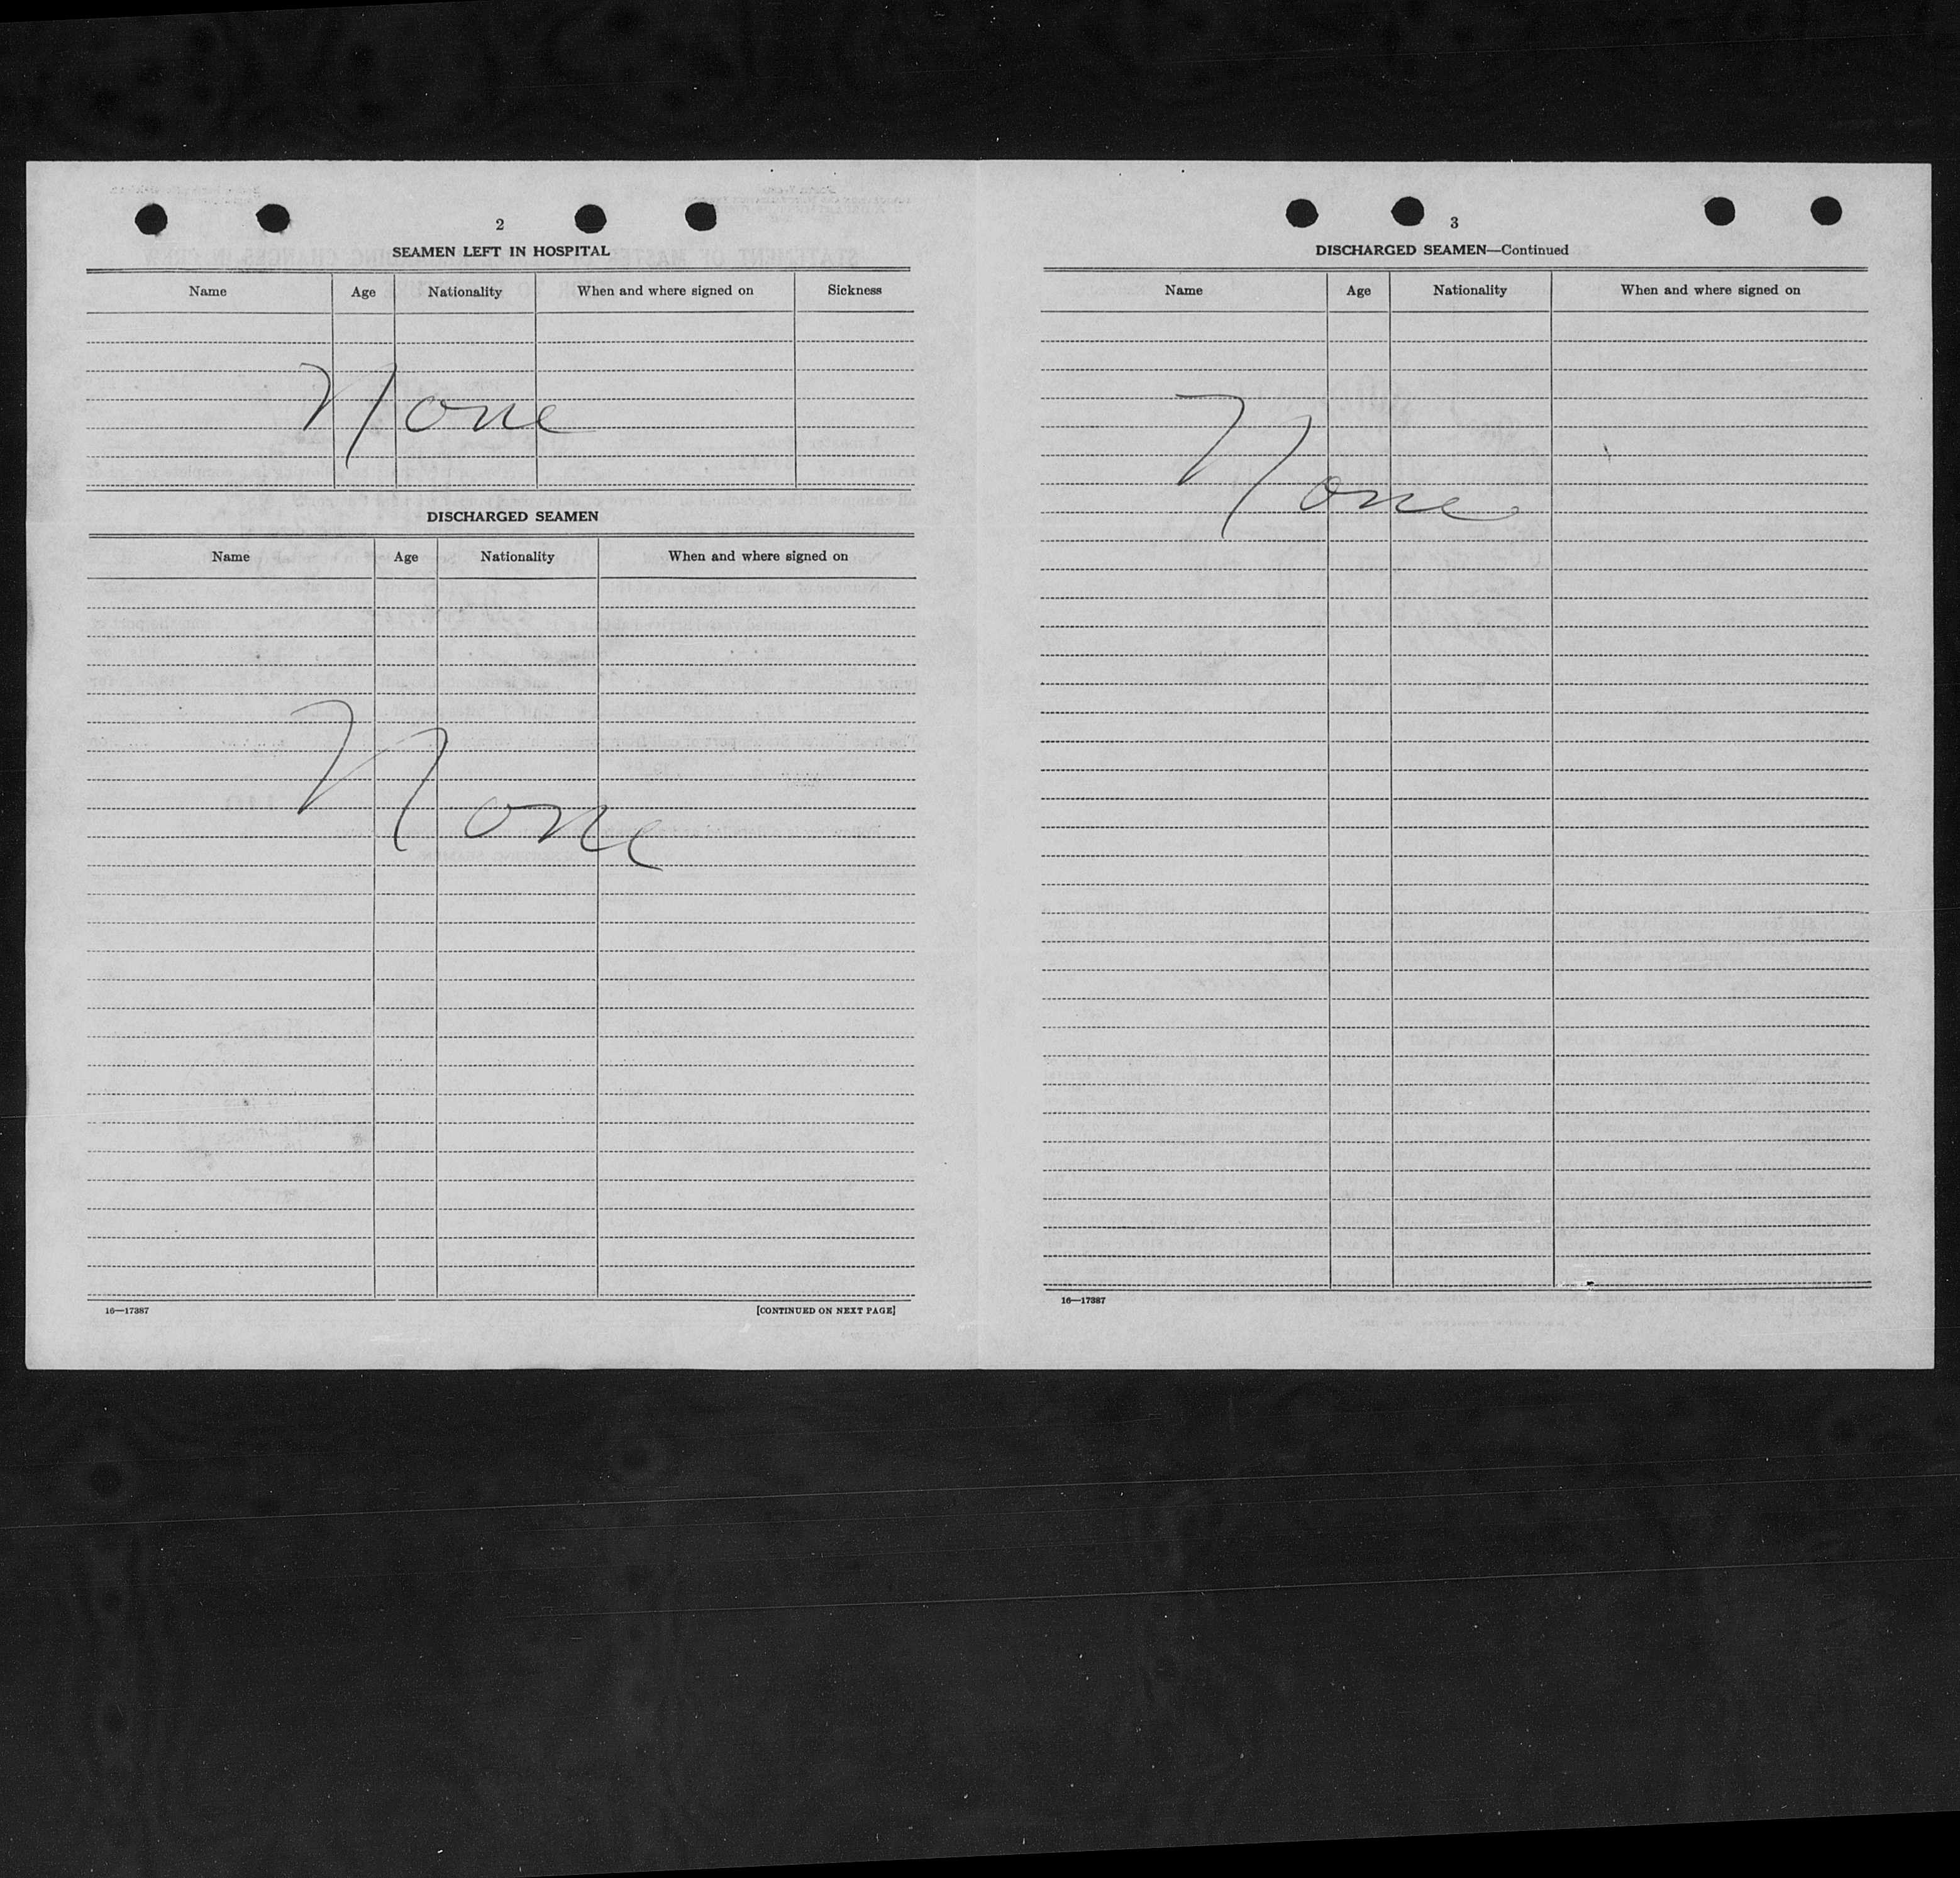 2
SEAMEN LEFT IN HOSPITAL
Name Age Nationality When and where signed on Sickness
None
DISCHARGED SEAMEN
Name Age Nationality When and where signed on
None
16—17387 [CONTINUED ON NEXT PAGE]
3
DISCHARGED SEAMEN—Continued
Name Age Nationality When and where signed on
None
16—17387